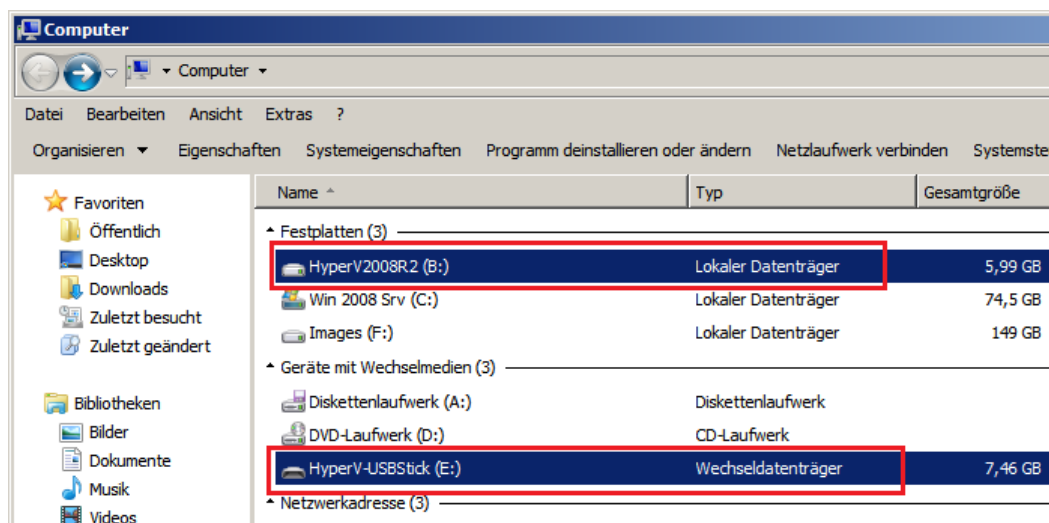 Computer
Computer
Datei Bearbeiten Ansicht Extras ?
Organisieren Eigenschaften Systemeigenschaften Programm deinstallieren oder ändern Netzlaufwerk verbinden Systemste
Name Typ Gesamtgröße
Favoriten
Öffentlich
Desktop
Downloads
Zuletzt besucht
Zuletzt geändert
Bibliotheken
Bilder
Dokumente
Musik
Videos
Festplatten (3)
HyperV2008R2 (B:) Lokaler Datenträger 5,99 GB
Win 2008 Srv (C:) Lokaler Datenträger 74,5 GB
Images (F:) Lokaler Datenträger 149 GB
Geräte mit Wechselmedien (3)
Diskettenlaufwerk (A:) Diskettenlaufwerk
DVD-Laufwerk (D:) CD-Laufwerk
HyperV-USBStick (E:) Wechseldatenträger 7,46 GB
Netzwerkadresse (3)